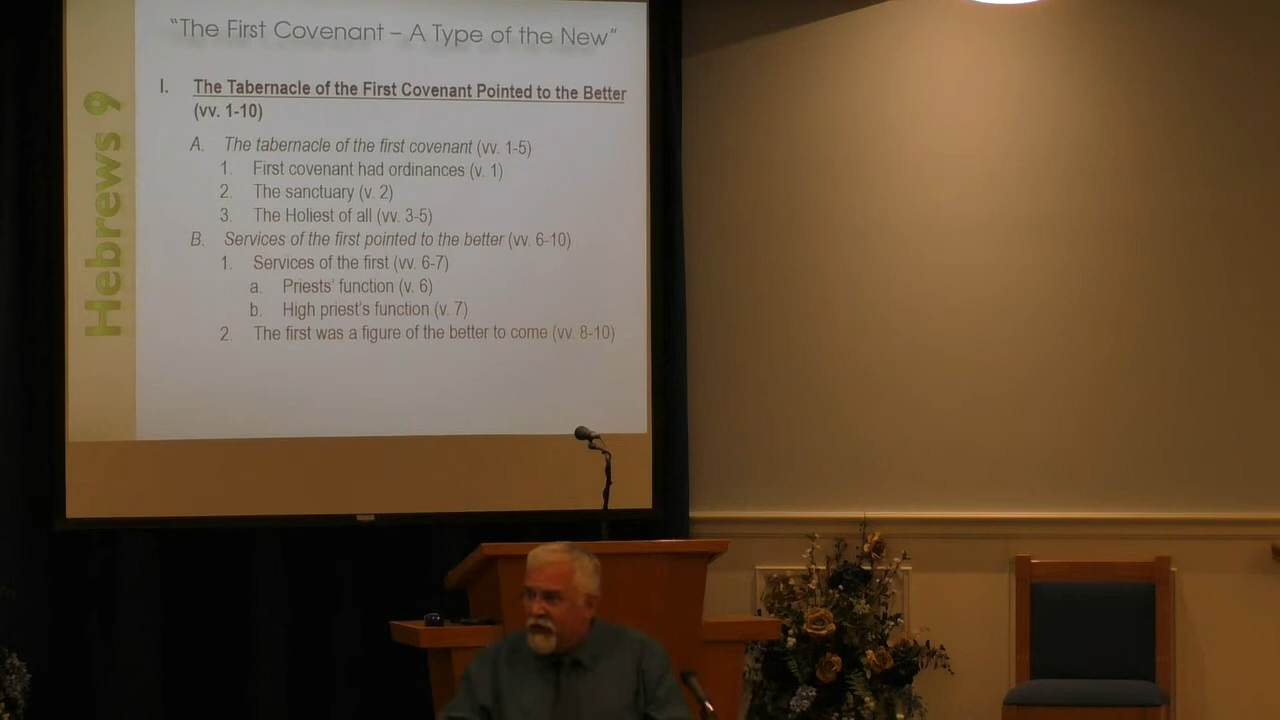 "The First Covenant – A Type of the New"
Hebrews 9
I. The Tabernacle of the First Covenant Pointed to the Better
(vv. 1-10)
A. The tabernacle of the first covenant (vv. 1-5)
1. First covenant had ordinances (v. 1)
2. The sanctuary (v. 2)
3. The Holiest of all (vv. 3-5)
B. Services of the first pointed to the better (vv. 6-10)
1. Services of the first (vv. 6-7)
a. Priests' function (v. 6)
b. High priest's function (v. 7)
2. The first was a figure of the better to come (vv. 8-10)